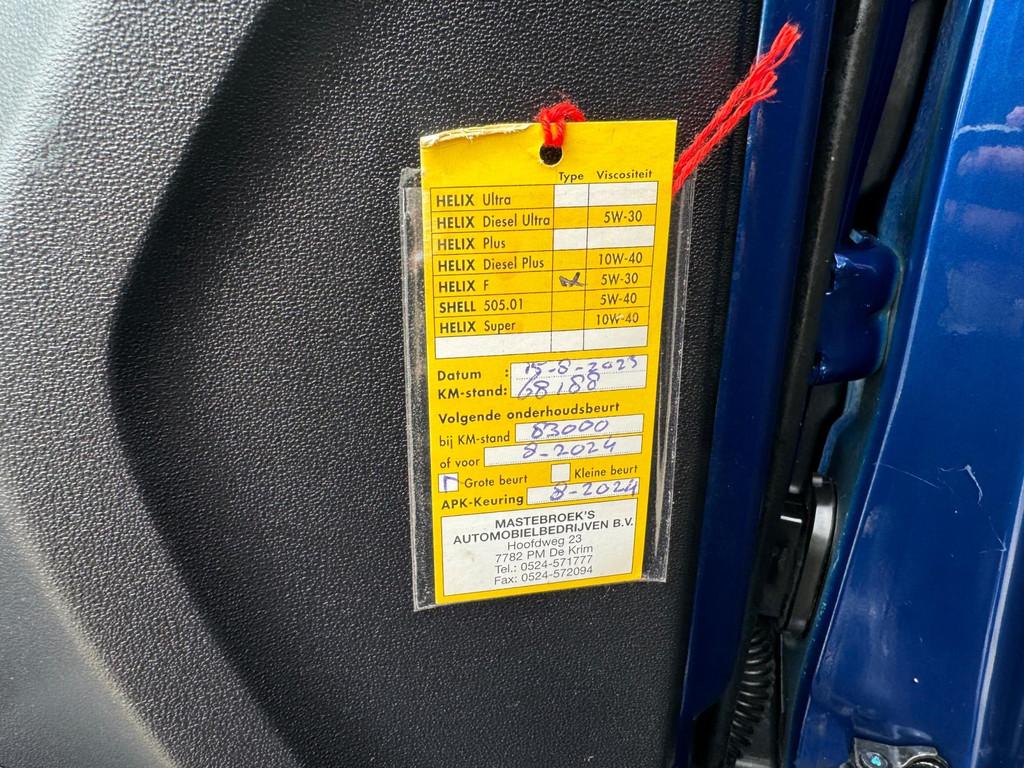 Type Viscositeit
HELIX Ultra
HELIX Diesel Ultra 5W-30
HELIX Plus
HELIX Diesel Plus 10W-40
HELIX F 5W-30
SHELL 505.01 5W-40
HELIX Super 10W-40
Datum : 15-8-2023
KM-stand: 68188
Volgende onderhoudsbeurt
bij KM-stand 83000
of voor 8-2024
Grote beurt Kleine beurt
APK-Keuring 8-2024
MASTEBROEK'S
AUTOMOBIELBEDRIJVEN B.V.
Hoofdweg 23
7782 PM De Krim
Tel.: 0524-571777
Fax: 0524-572094